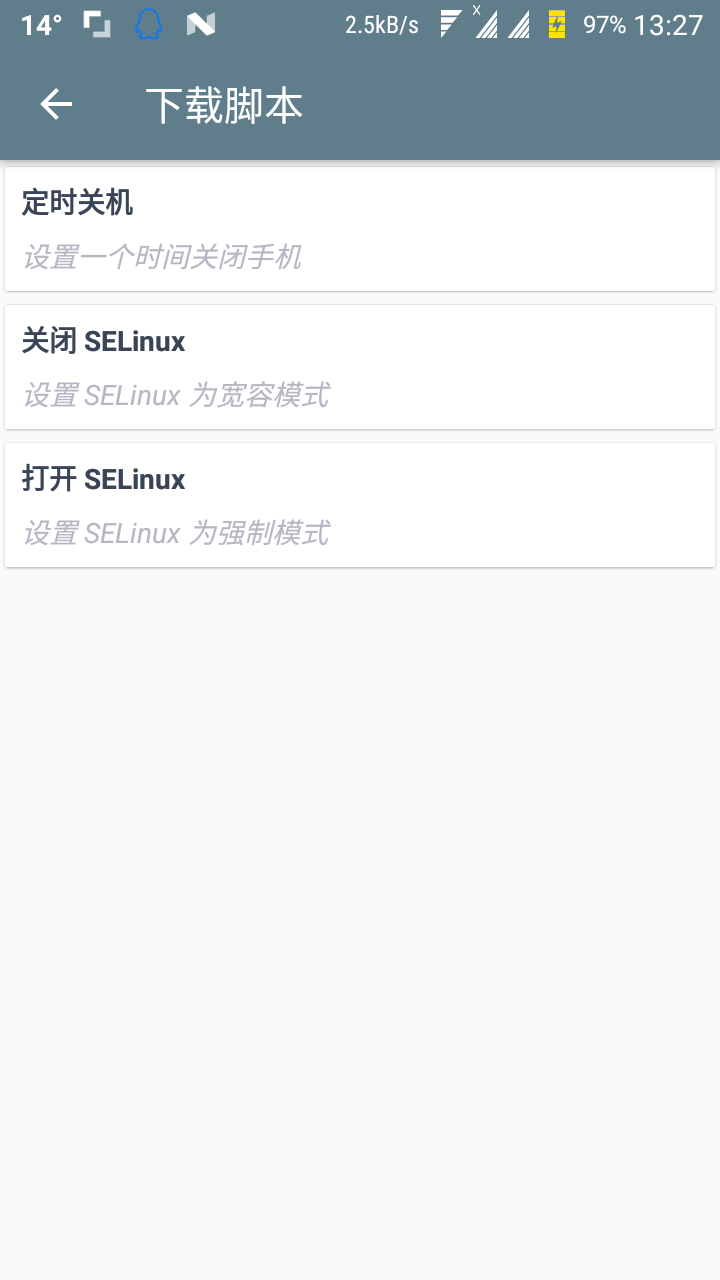 14° 2.5kB/s X 97% 13:27
下载脚本
定时关机
设置一个时间关闭手机
关闭 SELinux
设置 SELinux 为宽容模式
打开 SELinux
设置 SELinux 为强制模式